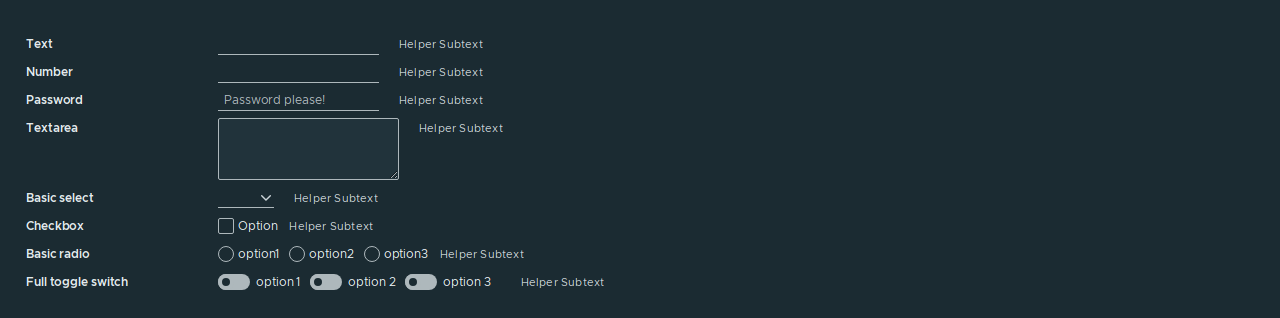 Text Helper Subtext
Number Helper Subtext
Password Password please! Helper Subtext
Textarea Helper Subtext
Basic select Helper Subtext
Checkbox Option Helper Subtext
Basic radio option1 option2 option3 Helper Subtext
Full toggle switch option 1 option 2 option 3 Helper Subtext